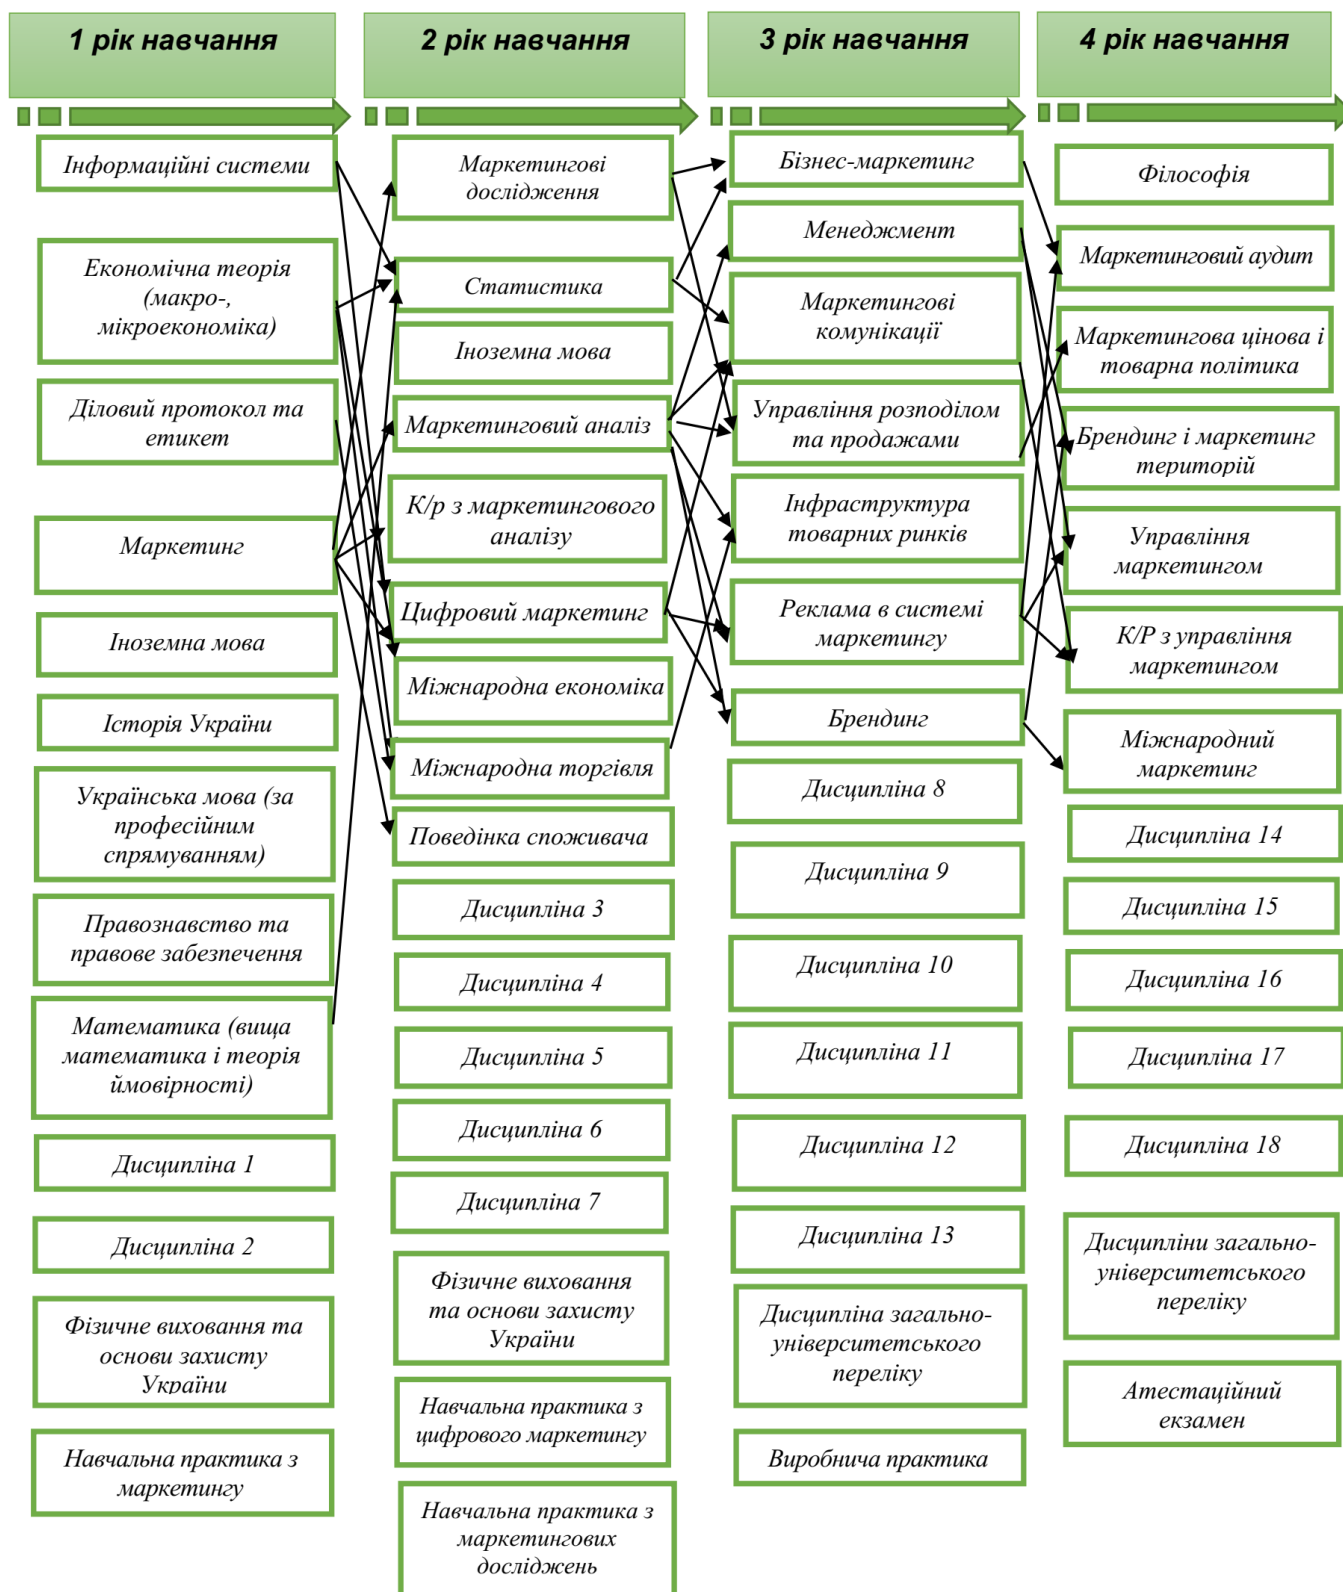 1 рік навчання
2 рік навчання
3 рік навчання
4 рік навчання
Інформаційні системи
Економічна теорія
(макро-,
мікроекономіка)
Діловий протокол та
етикет
Маркетинг
Іноземна мова
Історія України
Українська мова (за
професійним
спрямуванням)
Правознавство та
правове забезпечення
Математика (вища
математика і теорія
ймовірності)
Дисципліна 1
Дисципліна 2
Фізичне виховання та
основи захисту
України
Навчальна практика з
маркетингу
Маркетингові
дослідження
Статистика
Іноземна мова
Маркетинговий аналіз
К/р з маркетингового
аналізу
Цифровий маркетинг
Міжнародна економіка
Міжнародна торгівля
Поведінка споживача
Дисципліна 3
Дисципліна 4
Дисципліна 5
Дисципліна 6
Дисципліна 7
Фізичне виховання
та основи захисту
України
Навчальна практика з
цифрового маркетингу
Навчальна практика з
маркетингових
досліджень
Бізнес-маркетинг
Менеджмент
Маркетингові
комунікації
Управління розподілом
та продажами
Інфраструктура
товарних ринків
Реклама в системі
маркетингу
Брендинг
Дисципліна 8
Дисципліна 9
Дисципліна 10
Дисципліна 11
Дисципліна 12
Дисципліна 13
Дисципліна загально-
університетського
переліку
Виробнича практика
Філософія
Маркетинговий аудит
Маркетингова цінова і
товарна політика
Брендинг і маркетинг
територій
Управління
маркетингом
К/Р з управління
маркетингом
Міжнародний
маркетинг
Дисципліна 14
Дисципліна 15
Дисципліна 16
Дисципліна 17
Дисципліна 18
Дисципліни загально-
університетського
переліку
Атестаційний
екзамен